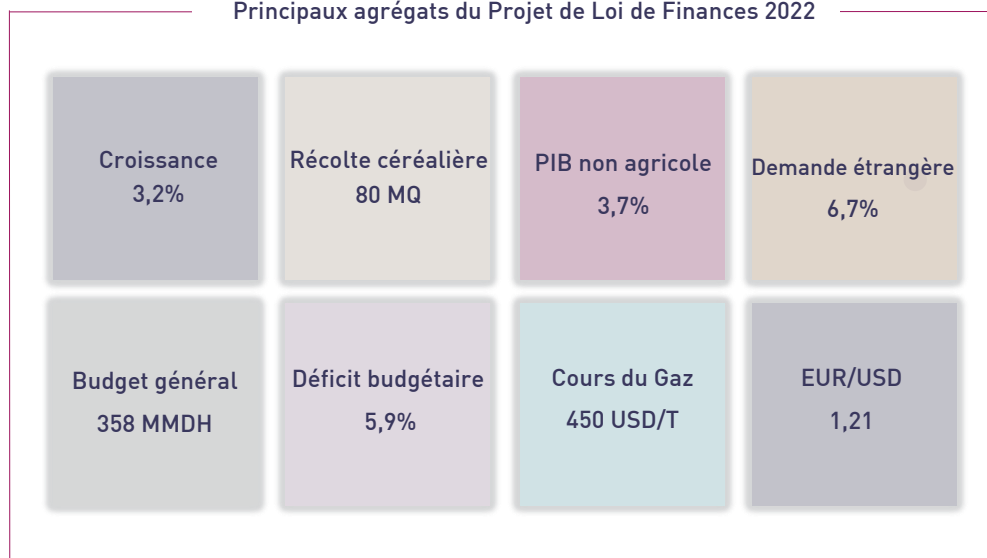 Principaux agrégats du Projet de Loi de Finances 2022
Croissance
3,2%
Récolte céréalière
80 MQ
PIB non agricole
3,7%
Demande étrangère
6,7%
Budget général
358 MMDH
Déficit budgétaire
5,9%
Cours du Gaz
450 USD/T
EUR/USD
1,21